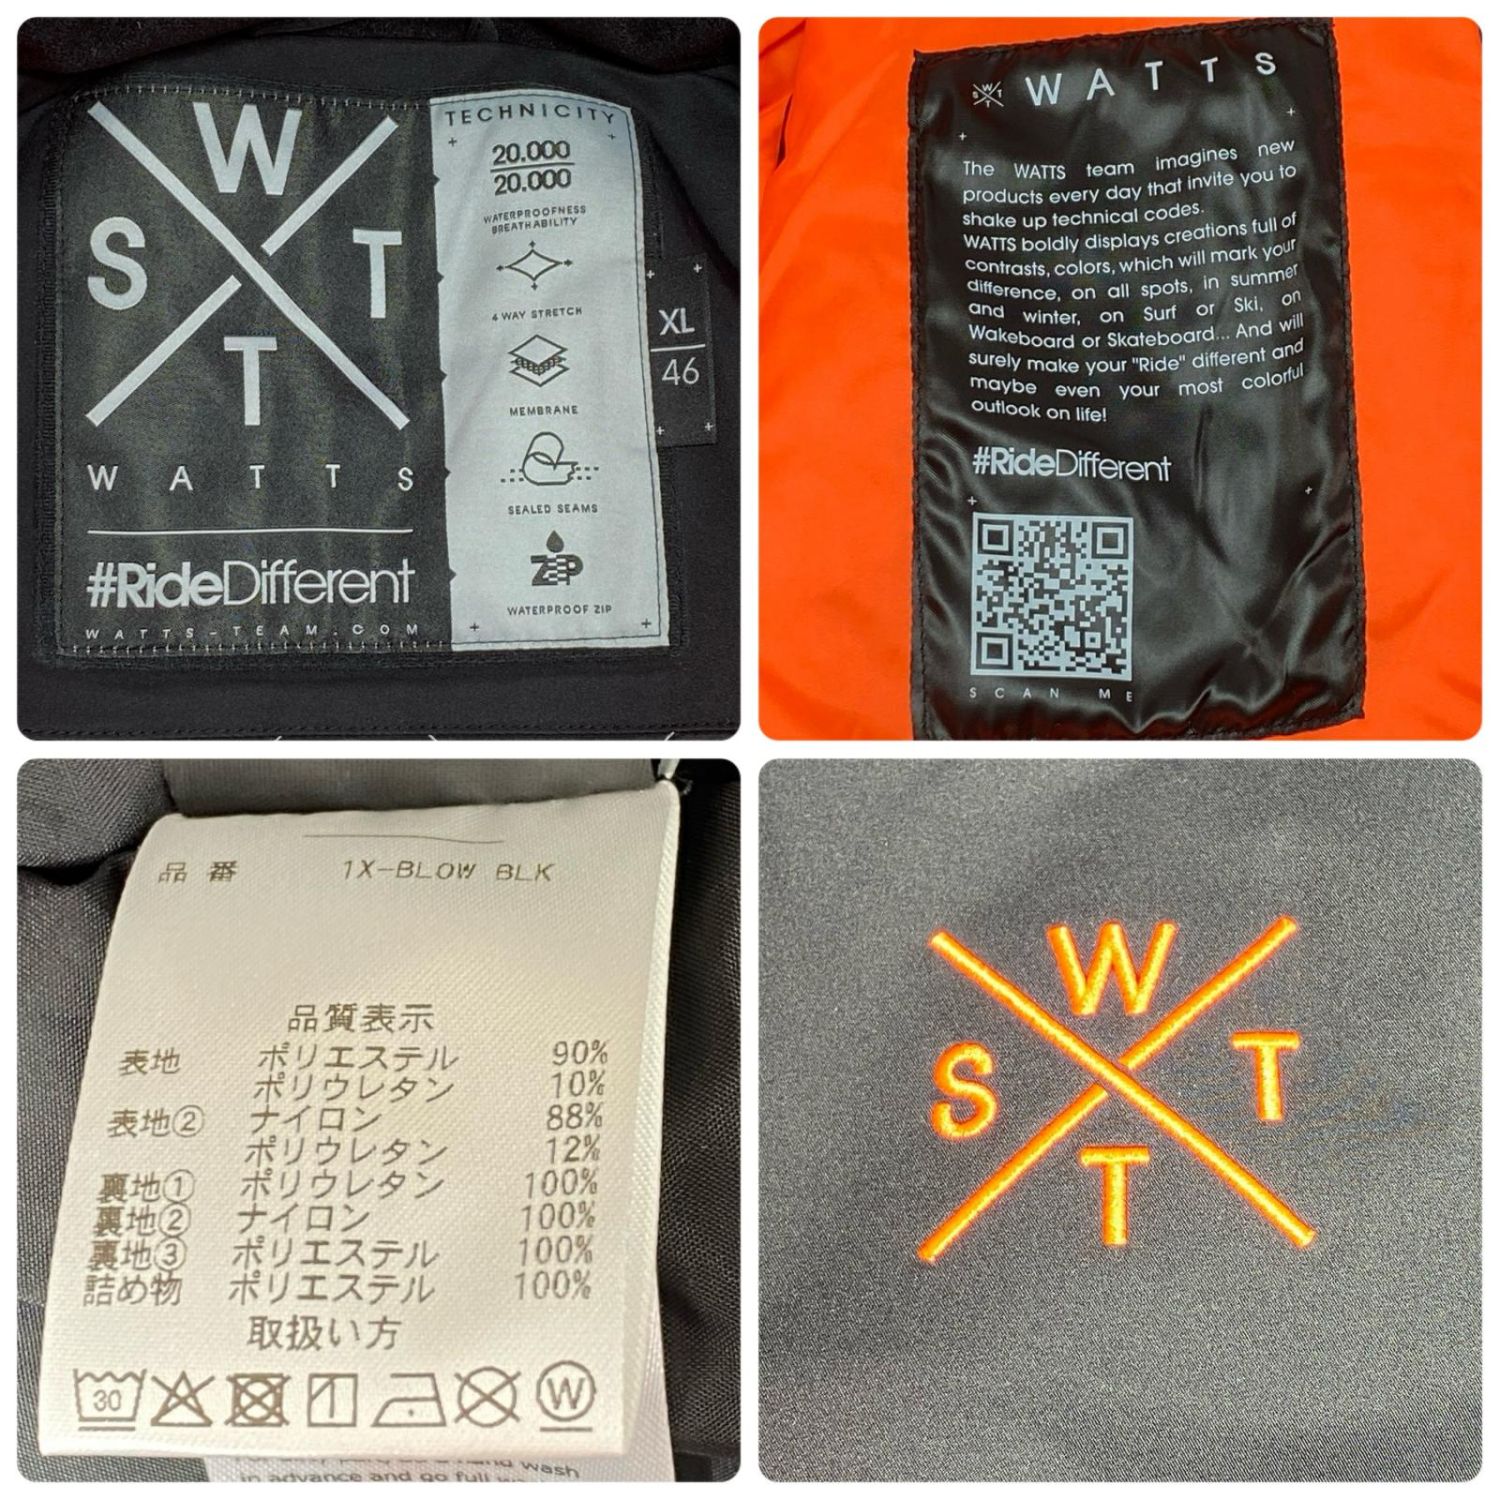 W
S T
T
W A T T S
#RideDifferent
WATTS-TEAM.COM
TECHNICITY
20.000
20.000
WATERPROOFNESS
BREATHABILITY
4 WAY STRETCH
MEMBRANE
SEALED SEAMS
ZIP
WATERPROOF ZIP
XL
46
W
S T
T
W A T T S
The WATTS team imagines new
products every day that invite you to
shake up technical codes.
WATTS boldly displays creations full of
contrasts, colors, which will mark your
difference, on all spots, in summer
and winter, on Surf or Ski, on
Wakeboard or Skateboard... And will
surely make your "Ride" different and
maybe even your most colorful
outlook on life!
#RideDifferent
SCAN ME
品番 1X-BLOW BLK
品質表示
表地 ポリエステル 90%
ポリウレタン 10%
表地② ナイロン 88%
ポリウレタン 12%
裏地① ポリウレタン 100%
裏地② ナイロン 100%
裏地③ ポリエステル 100%
詰め物 ポリエステル 100%
取扱い方
30 W
hand wash
in advance and go full
W
S T
T